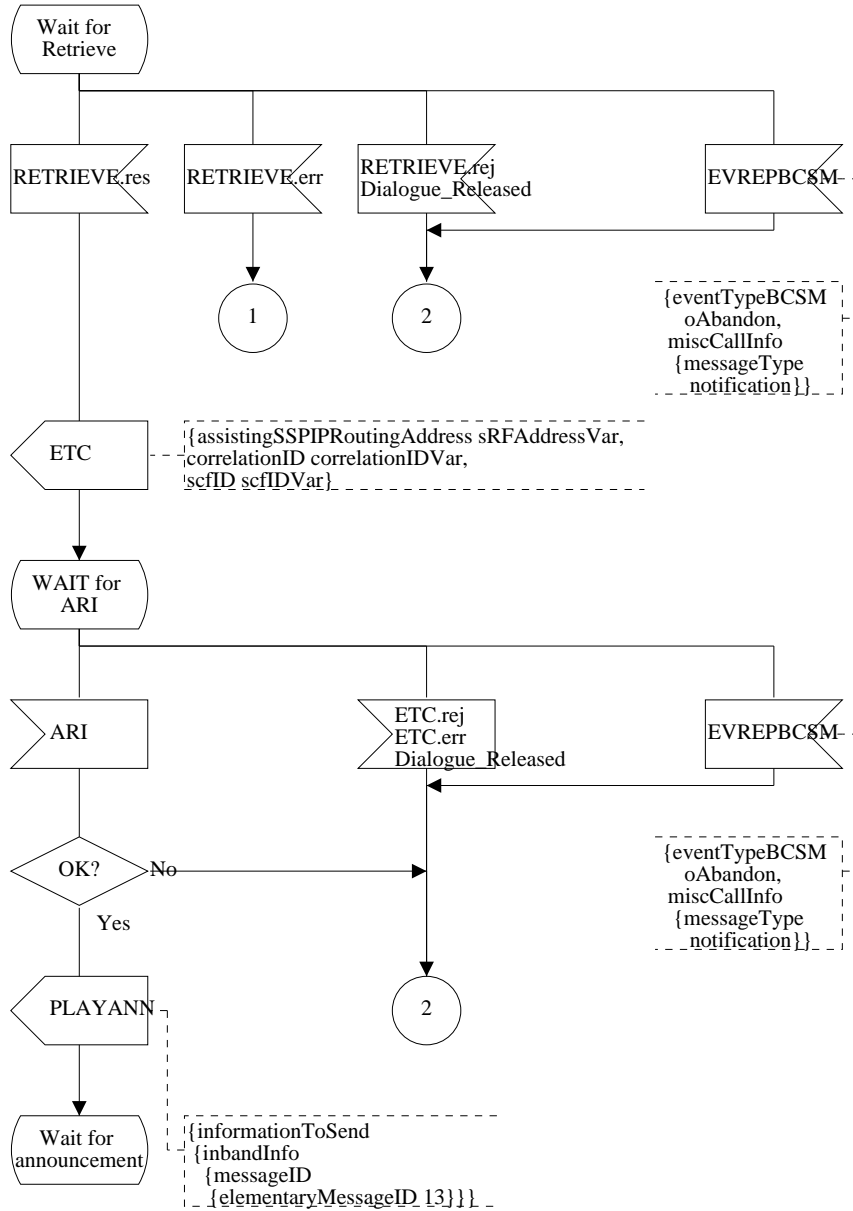 Wait for
Retrieve
RETRIEVE.res
RETRIEVE.err
RETRIEVE.rej
Dialogue_Released
EVREPBCSM
1
2
{eventTypeBCSM
oAbandon,
miscCallInfo
{messageType
notification}}
ETC
{assistingSSPIPRoutingAddress sRFAddressVar,
correlationID correlationIDVar,
scfID scfIDVar}
WAIT for
ARI
ARI
ETC.rej
ETC.err
Dialogue_Released
EVREPBCSM
OK?
No
Yes
{eventTypeBCSM
oAbandon,
miscCallInfo
{messageType
notification}}
PLAYANN
2
Wait for
announcement
{informationToSend
{inbandInfo
{messageID
{elementaryMessageID 13}}}